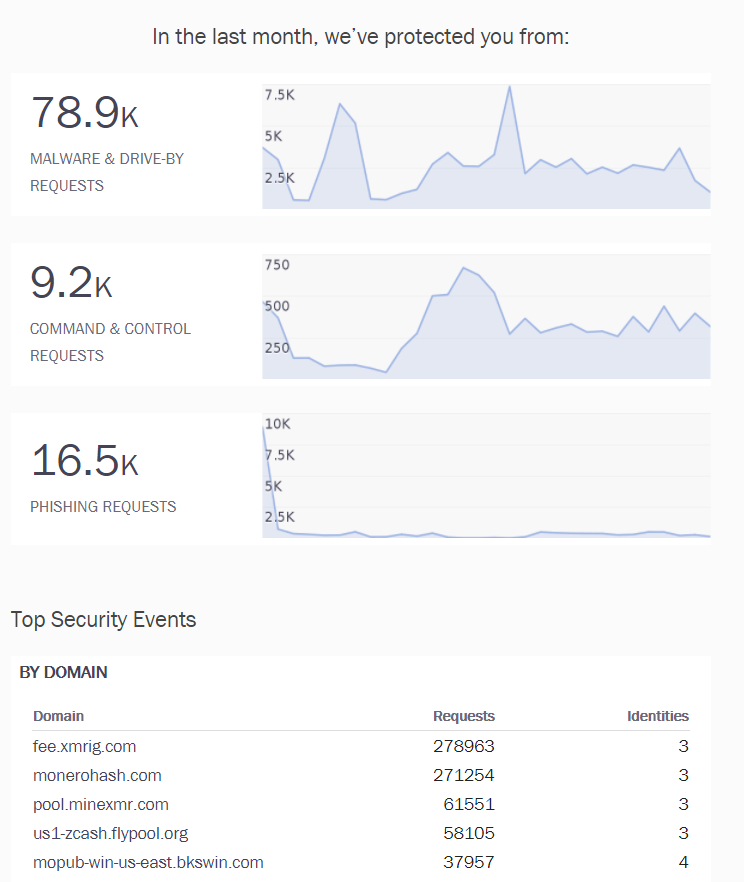 In the last month, we've protected you from:
78.9K
MALWARE & DRIVE-BY
REQUESTS
7.5K
5K
2.5K
9.2K
COMMAND & CONTROL
REQUESTS
750
500
250
16.5K
PHISHING REQUESTS
10K
7.5K
5K
2.5K
Top Security Events
BY DOMAIN
Domain Requests Identities
fee.xmrig.com 278963 3
monerohash.com 271254 3
pool.minexmr.com 61551 3
us1-zcash.flypool.org 58105 3
mopub-win-us-east.bkswin.com 37957 4